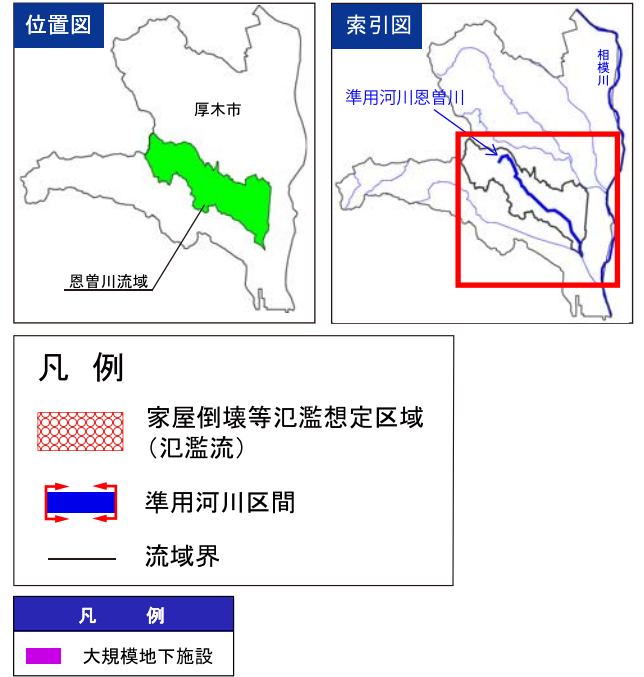 位置図
厚木市
恩曽川流域
索引図
相模川
準用河川恩曽川
凡 例
家屋倒壊等氾濫想定区域
(氾濫流)
準用河川区間
流域界
凡 例
大規模地下施設